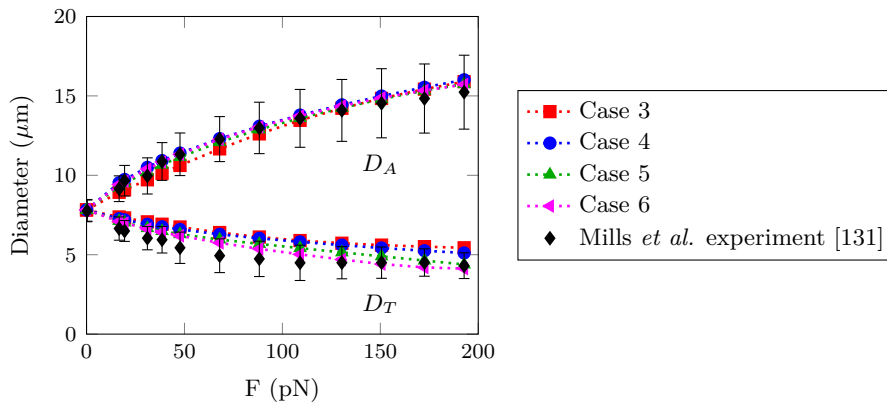 20
15
10
5
0
0
50
100
150
200
Diameter (μm)
F (pN)
D_A
D_T
Case 3
Case 4
Case 5
Case 6
Mills et al. experiment [131]